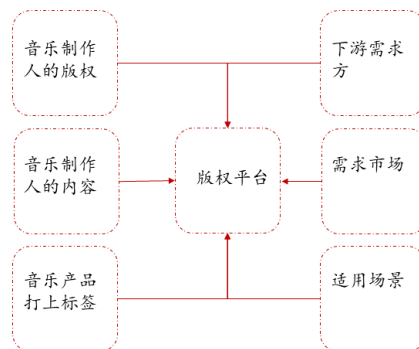 音乐制作
人的版权
下游需求
方
音乐制作
人的内容
版权平台
需求市场
音乐产品
打上标签
适用场景